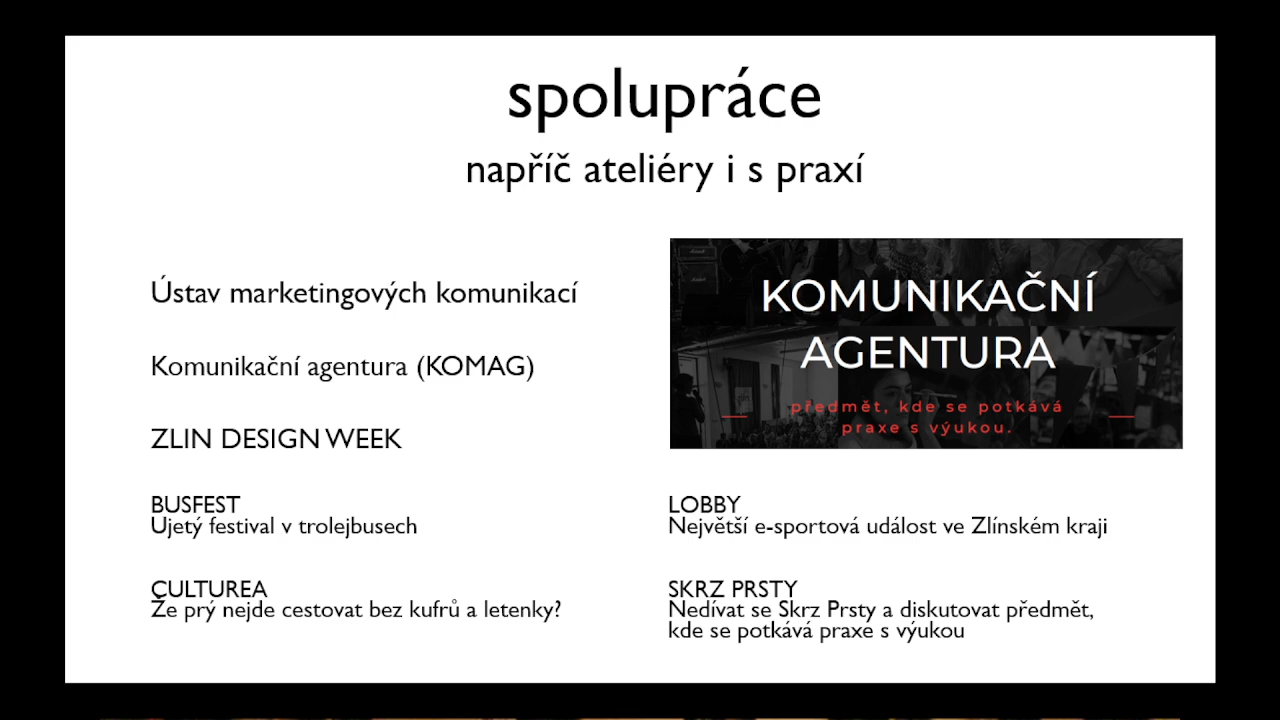 spolupráce
napříč ateliéry i s praxí
Ústav marketingových komunikací
Komunikační agentura (KOMAG)
ZLIN DESIGN WEEK
KOMUNIKAČNÍ
AGENTURA
předmět, kde se potkává
praxe s výukou.
BUSFEST
Ujetý festival v trolejbusech
LOBBY
Největší e-sportová událost ve Zlínském kraji
CULTUREA
Že prý nejde cestovat bez kufrů a letenky?
SKRZ PRSTY
Nedívat se Skrz Prsty a diskutovat předmět,
kde se potkává praxe s výukou